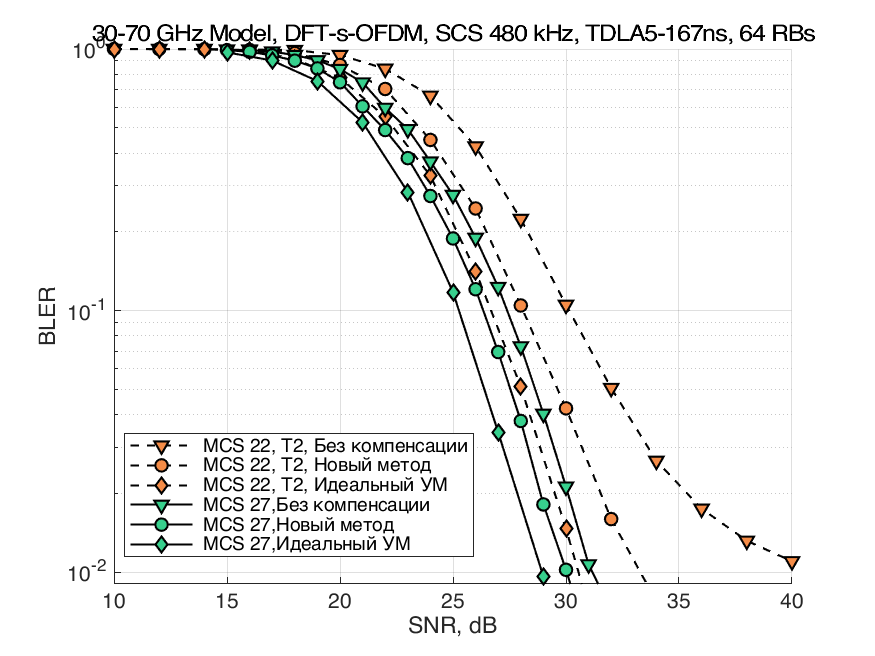 30-70 GHz Model, DFT-s-OFDM, SCS 480 kHz, TDLA5-167ns, 64 RBs
10⁰
10⁻¹
10⁻²
BLER
MCS 22, T2, Без компенсации
MCS 22, T2, Новый метод
MCS 22, T2, Идеальный УМ
MCS 27,Без компенсации
MCS 27,Новый метод
MCS 27,Идеальный УМ
10 15 20 25 30 35 40
SNR, dB